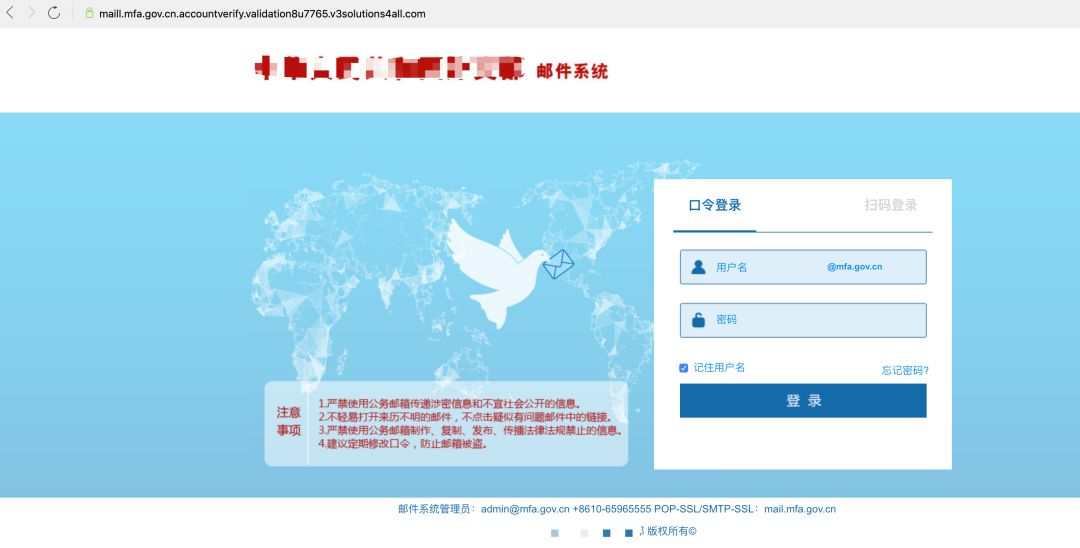 maill.mfa.gov.cn.accountverify.validation8u7765.v3solutions4all.com
邮件系统
口令登录
扫码登录
用户名 @mfa.gov.cn
密码
记住用户名
忘记密码?
登 录
注意事项
1.严禁使用公务邮箱传递涉密信息和不宜社会公开的信息。
2.不轻易打开来历不明的邮件，不点击疑似有问题邮件中的链接。
3.严禁使用公务邮箱制作、复制、发布、传播法律法规禁止的信息。
4.建议定期修改口令，防止邮箱被盗。
邮件系统管理员：admin@mfa.gov.cn +8610-65965555 POP-SSL/SMTP-SSL：mail.mfa.gov.cn
版权所有©